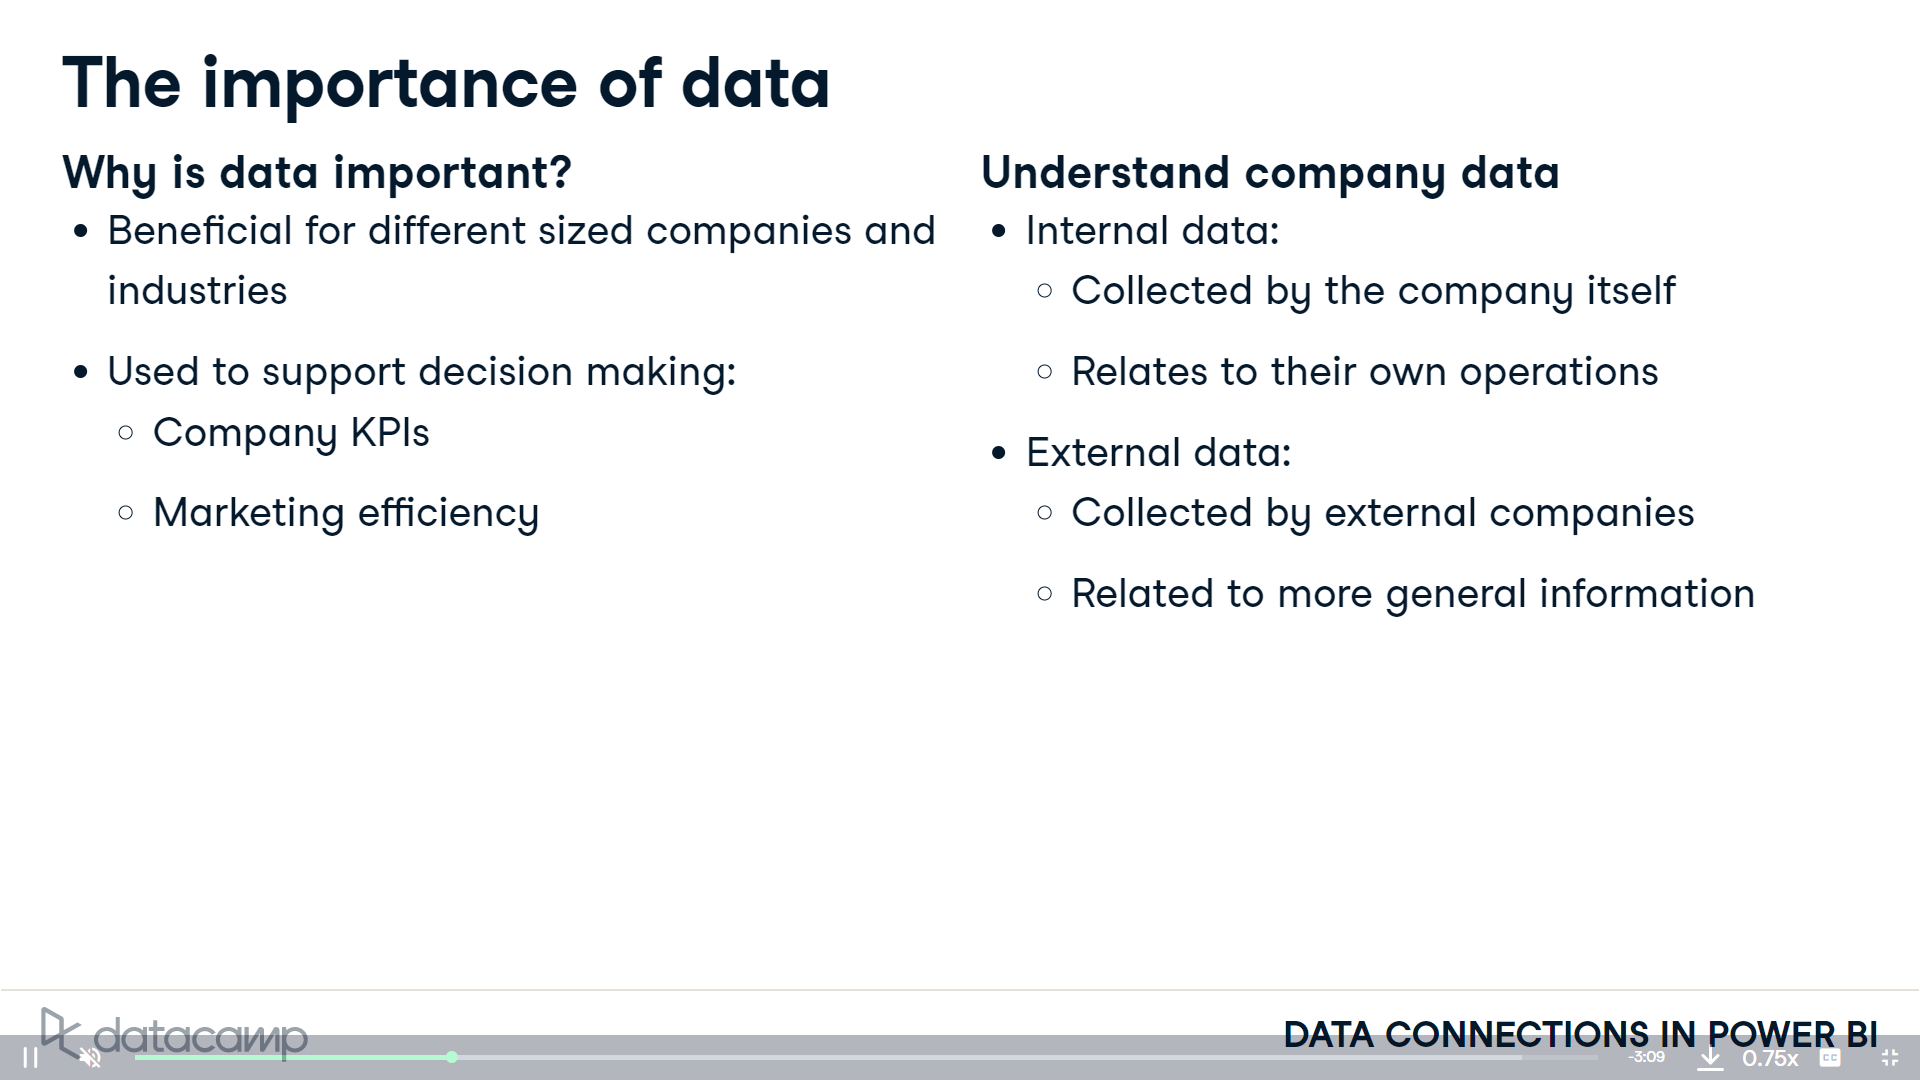 The importance of data
Why is data important?
• Beneficial for different sized companies and
industries
• Used to support decision making:
○ Company KPIs
○ Marketing efficiency
Understand company data
• Internal data:
○ Collected by the company itself
○ Relates to their own operations
• External data:
○ Collected by external companies
○ Related to more general information
datacamp
DATA CONNECTIONS IN POWER BI
-3:09
0.75x
CC